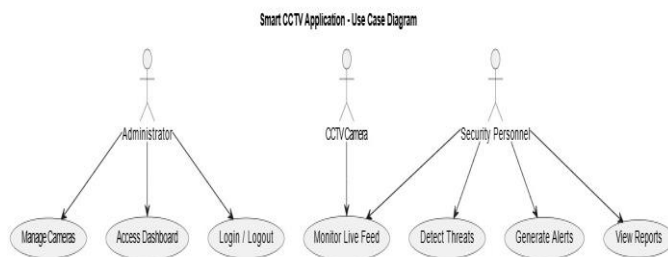 Smart CCTV Application - Use Case Diagram
Administrator
CCTV Camera
Security Personnel
Manage Cameras
Access Dashboard
Login / Logout
Monitor Live Feed
Detect Threats
Generate Alerts
View Reports